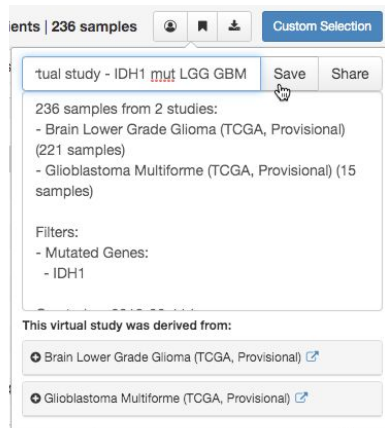 ients | 236 samples
Custom Selection
tual study - IDH1 mut LGG GBM
Save
Share
236 samples from 2 studies:
- Brain Lower Grade Glioma (TCGA, Provisional)
(221 samples)
- Glioblastoma Multiforme (TCGA, Provisional) (15
samples)
Filters:
- Mutated Genes:
- IDH1
This virtual study was derived from:
Brain Lower Grade Glioma (TCGA, Provisional)
Glioblastoma Multiforme (TCGA, Provisional)